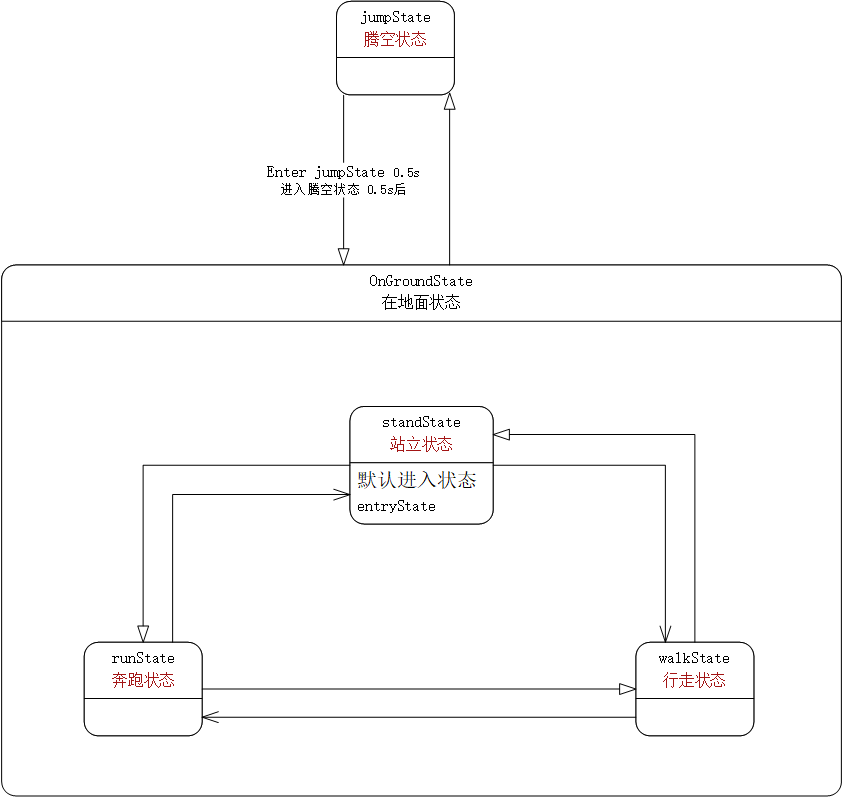 jumpState
腾空状态
Enter jumpState 0.5s
进入腾空状态 0.5s后
OnGroundState
在地面状态
standState
站立状态
默认进入状态
entryState
runState
奔跑状态
walkState
行走状态